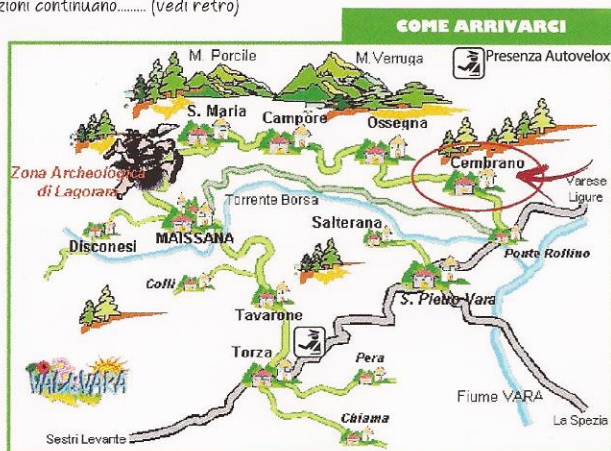 zioni continuano......... (vedi retro)
COME ARRIVARCI
M. Porcile
M. Verruga
Presenza Autovelox
S. Maria
Campore
Ossegna
Cembrano
Zona Archeologica
di Lagorara
Varese
Ligure
Torrente Borsa
Salterana
Disconesi
MAISSANA
Ponte Rollino
Colli
S. Pietro Vara
Tavarone
Torza
Pera
VALDIVARA
Fiume VARA
Chiama
La Spezia
Sestri Levante